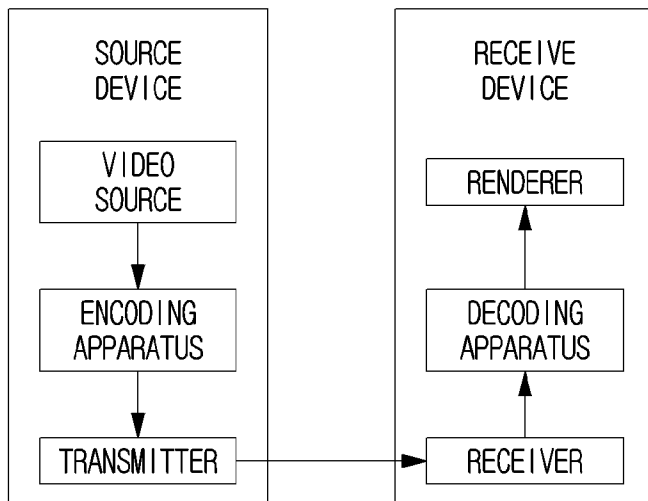 SOURCE
DEVICE
VIDEO
SOURCE
ENCODING
APPARATUS
TRANSMITTER
RECEIVE
DEVICE
RENDERER
DECODING
APPARATUS
RECEIVER